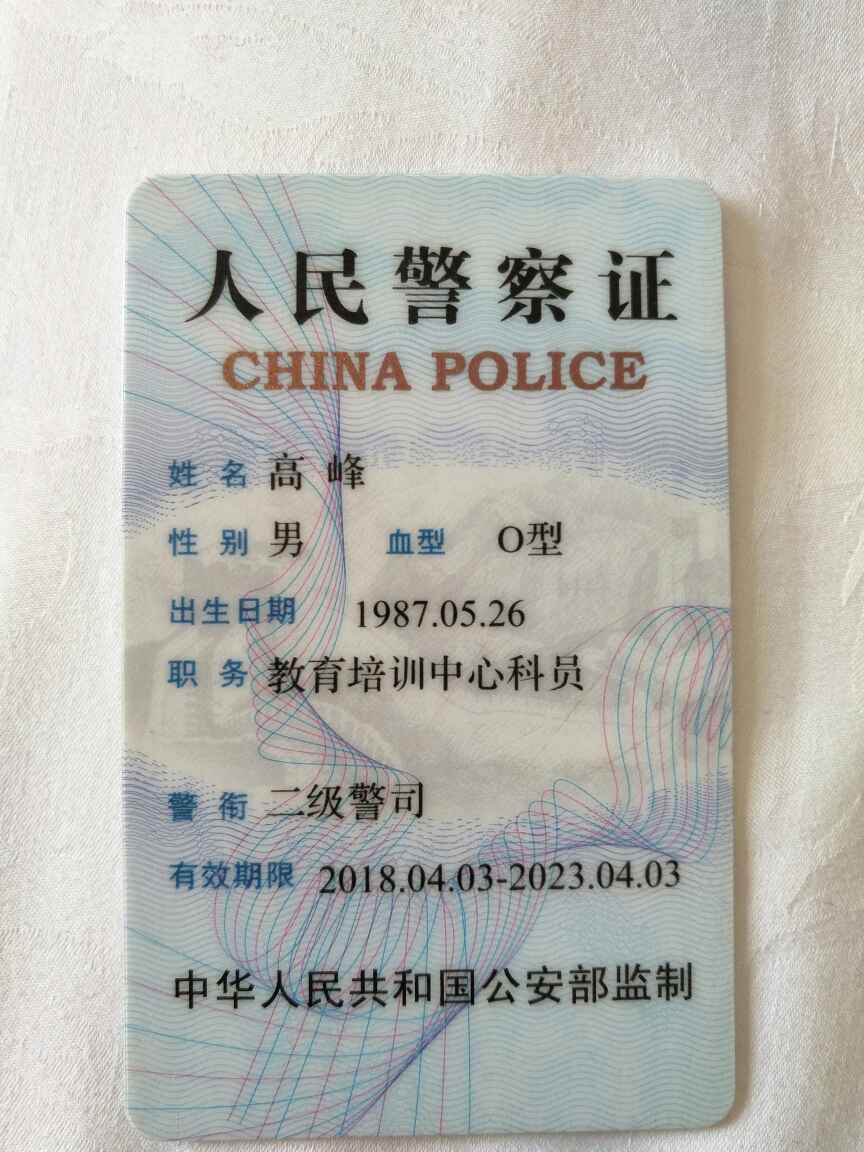 人民警察证
CHINA POLICE
姓名 高峰
性别 男 血型 O型
出生日期 1987.05.26
职务 教育培训中心科员
警衔 二级警司
有效期限 2018.04.03-2023.04.03
中华人民共和国公安部监制